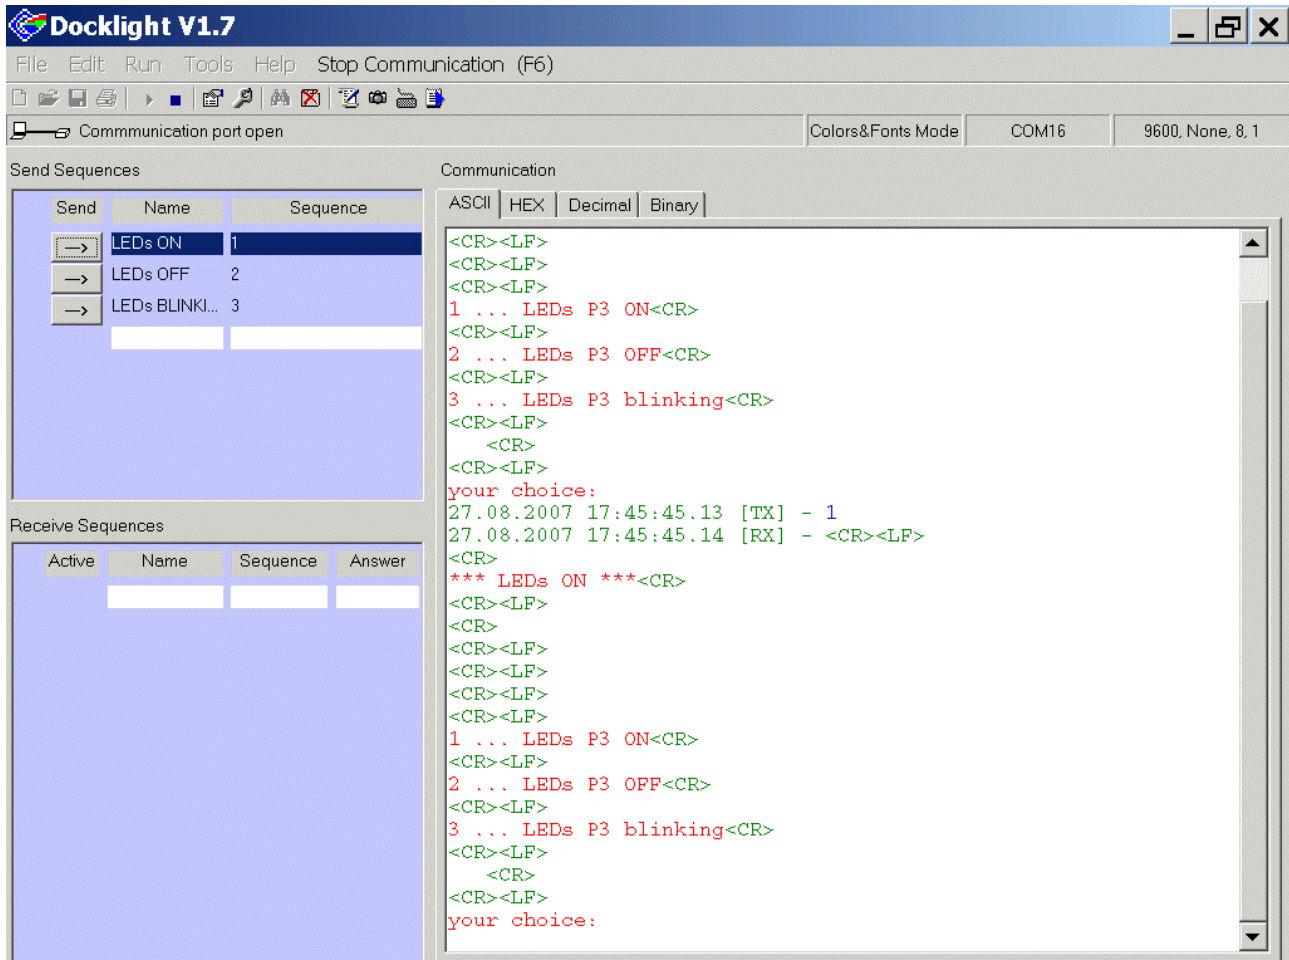 Docklight V1.7
File Edit Run Tools Help Stop Communication (F6)
Commmunication port open Colors&Fonts Mode COM16 9600, None, 8, 1
Send Sequences
Send Name Sequence
---> LEDs ON 1
---> LEDs OFF 2
---> LEDs BLINKI... 3
Receive Sequences
Active Name Sequence Answer
Communication
ASCII HEX Decimal Binary
<CR><LF>
<CR><LF>
<CR><LF>
1 ... LEDs P3 ON<CR>
<CR><LF>
2 ... LEDs P3 OFF<CR>
<CR><LF>
3 ... LEDs P3 blinking<CR>
<CR><LF>
<CR>
<CR><LF>
your choice:
27.08.2007 17:45:45.13 [TX] - 1
27.08.2007 17:45:45.14 [RX] - <CR><LF>
<CR>
*** LEDs ON ***<CR>
<CR><LF>
<CR>
<CR><LF>
<CR><LF>
<CR><LF>
<CR><LF>
1 ... LEDs P3 ON<CR>
<CR><LF>
2 ... LEDs P3 OFF<CR>
<CR><LF>
3 ... LEDs P3 blinking<CR>
<CR><LF>
<CR>
<CR><LF>
your choice: